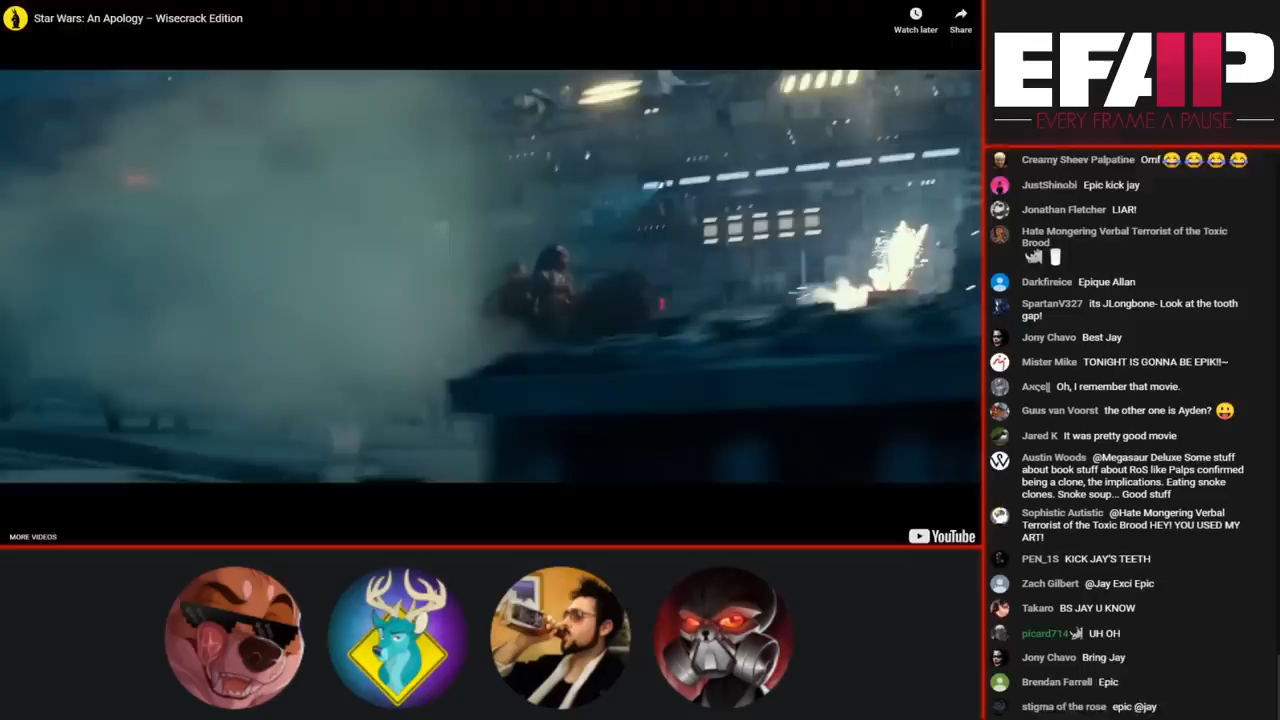 Star Wars: An Apology – Wisecrack Edition
Watch later
Share
MORE VIDEOS
YouTube
EFAP
EVERY FRAME A PAUSE
Creamy Sheev Palpatine Omf😂😂😂😂
JustShinobi Epic kick jay
Jonathan Fletcher LIAR!
Hate Mongering Verbal Terrorist of the Toxic
Brood
Darkfireice Epique Allan
SpartanV327 its JLongbone- Look at the tooth
gap!
Jony Chavo Best Jay
Mister Mike TONIGHT IS GONNA BE EPIK!!~
Oh, I remember that movie.
Guus van Voorst the other one is Ayden? 😛
Jared K It was pretty good movie
Austin Woods @Megasaur Deluxe Some stuff
about book stuff about RoS like Palps confirmed
being a clone, the implications. Eating snoke
clones. Snoke soup... Good stuff
Sophistic Autistic @Hate Mongering Verbal
Terrorist of the Toxic Brood HEY! YOU USED MY
ART!
PEN_1S KICK JAY'S TEETH
Zach Gilbert @Jay Exci Epic
Takaro BS JAY U KNOW
picard714 UH OH
Jony Chavo Bring Jay
Brendan Farrell Epic
stigma of the rose epic @jay